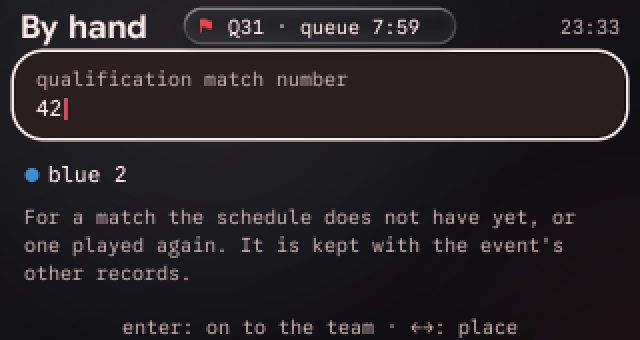 By hand
Q31 · queue 7:59
23:33
qualification match number
42
blue 2
For a match the schedule does not have yet, or
one played again. It is kept with the event's
other records.
enter: on to the team · ↔: place